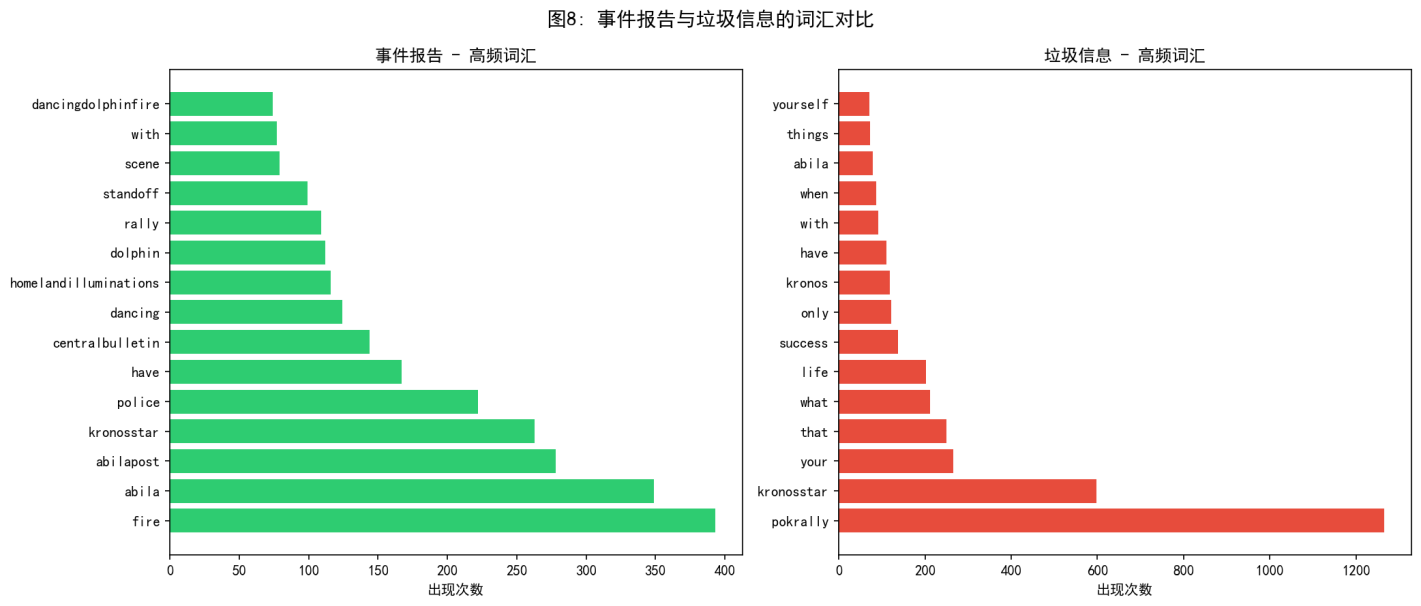 图8: 事件报告与垃圾信息的词汇对比
事件报告 - 高频词汇
dancingdolphinfire
with
scene
standoff
rally
dolphin
homelandilluminations
dancing
centralbulletin
have
police
kronosstar
abilapost
abila
fire
0 50 100 150 200 250 300 350 400
出现次数
垃圾信息 - 高频词汇
yourself
things
abila
when
with
have
kronos
only
success
life
what
that
your
kronosstar
pokrally
0 200 400 600 800 1000 1200
出现次数